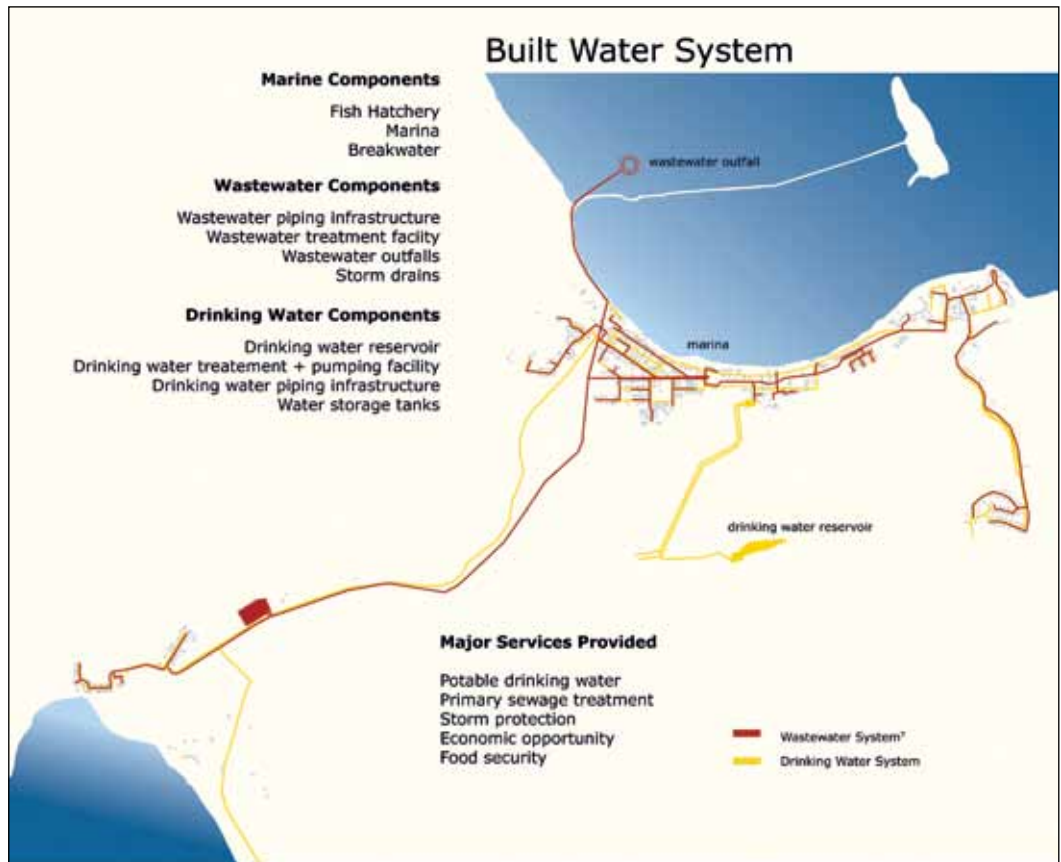 Built Water System
Marine Components
Fish Hatchery
Marina
Breakwater
Wastewater Components
Wastewater piping infrastructure
Wastewater treatment facilty
Wastewater outfalls
Storm drains
Drinking Water Components
Drinking water reservoir
Drinking water treatement + pumping facility
Drinking water piping infrastructure
Water storage tanks
wastewater outfall
marina
drinking water reservoir
Major Services Provided
Potable drinking water
Primary sewage treatment
Storm protection
Economic opportunity
Food security
Wastewater System⁷
Drinking Water System